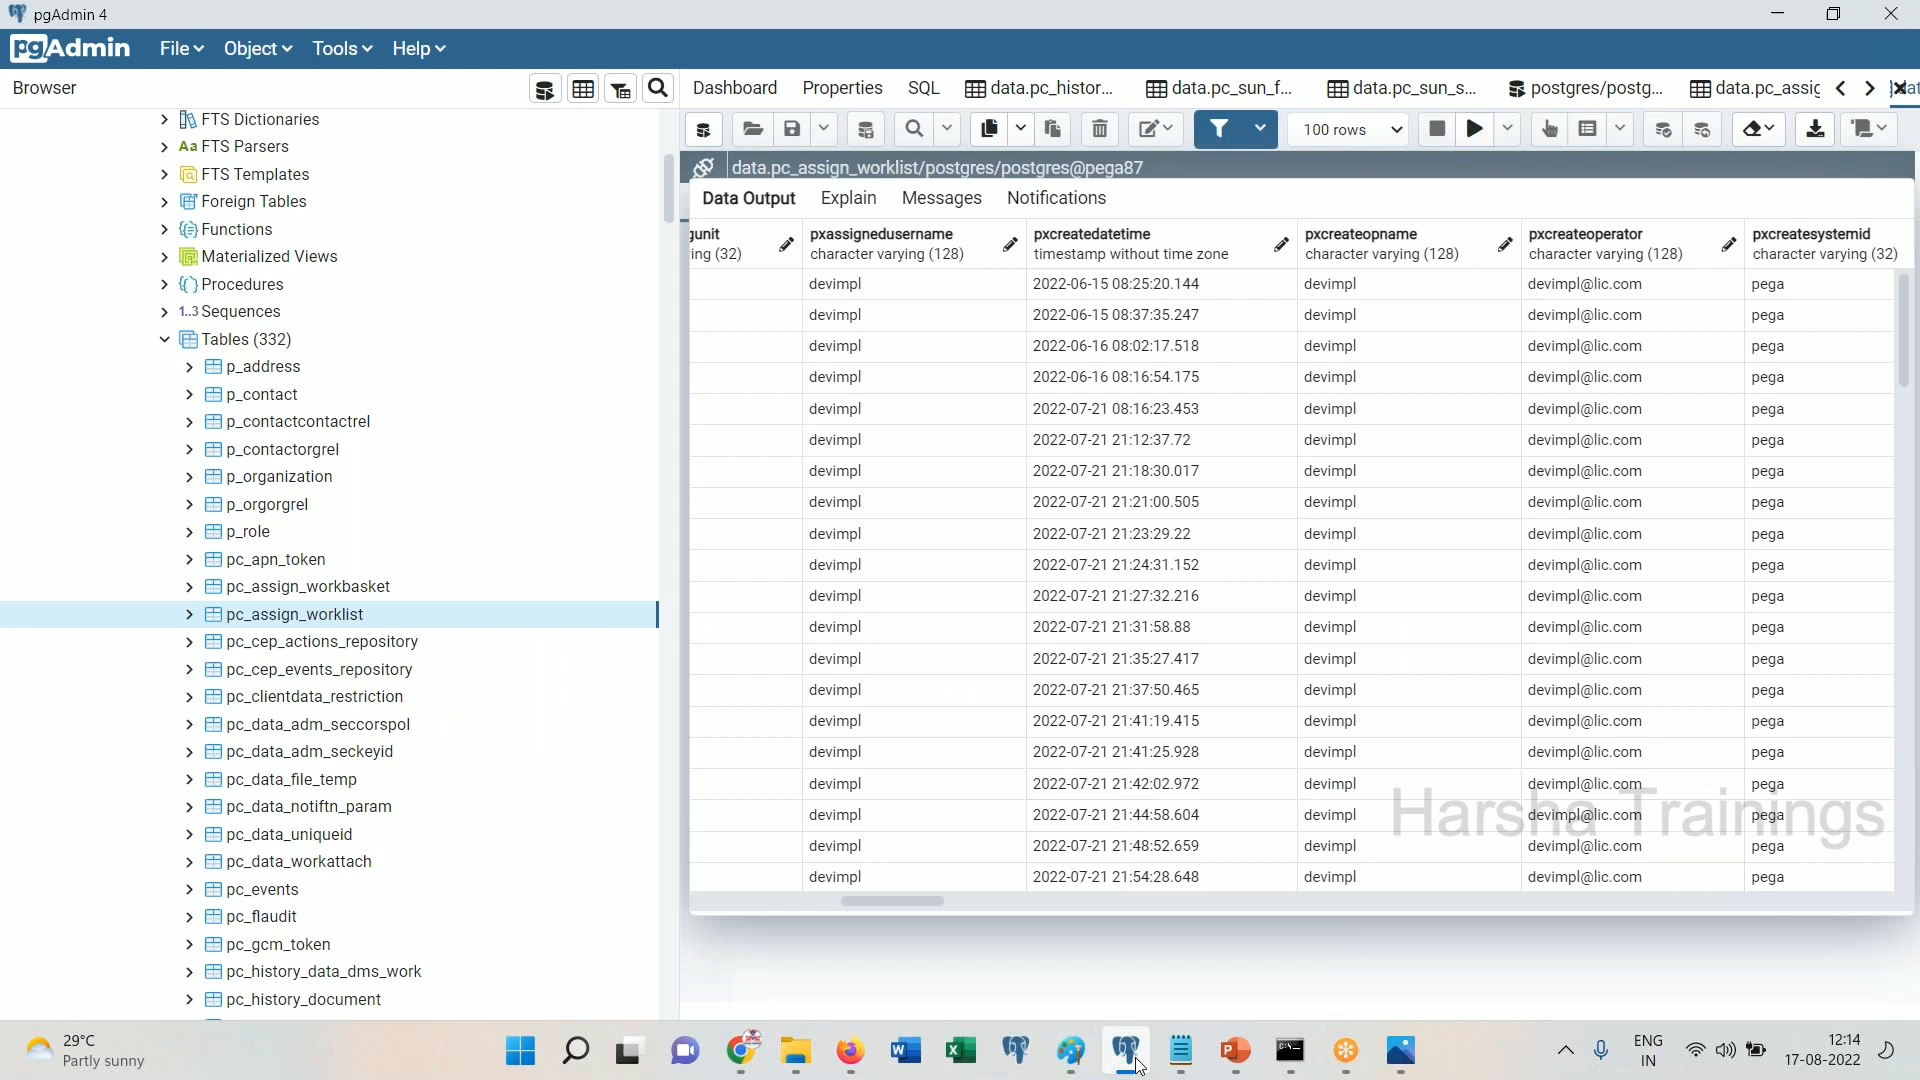 pgAdmin 4
pgAdmin File Object Tools Help
Browser
Dashboard Properties SQL data.pc_histor... data.pc_sun_f... data.pc_sun_s... postgres/postg... data.pc_assig
100 rows
data.pc_assign_worklist/postgres/postgres@pega87
Data Output Explain Messages Notifications
FTS Dictionaries
FTS Parsers
FTS Templates
Foreign Tables
Functions
Materialized Views
Procedures
1..3 Sequences
Tables (332)
p_address
p_contact
p_contactcontactrel
p_contactorgrel
p_organization
p_orgorgrel
p_role
pc_apn_token
pc_assign_workbasket
pc_assign_worklist
pc_cep_actions_repository
pc_cep_events_repository
pc_clientdata_restriction
pc_data_adm_seccorspol
pc_data_adm_seckeyid
pc_data_file_temp
pc_data_notiftn_param
pc_data_uniqueid
pc_data_workattach
pc_events
pc_flaudit
pc_gcm_token
pc_history_data_dms_work
pc_history_document
gunit pxassignedusername pxcreatedatetime pxcreateopname pxcreateoperator pxcreatesystemid
ing (32) character varying (128) timestamp without time zone character varying (128) character varying (128) character varying (32)
devimpl 2022-06-15 08:25:20.144 devimpl devimpl@lic.com pega
devimpl 2022-06-15 08:37:35.247 devimpl devimpl@lic.com pega
devimpl 2022-06-16 08:02:17.518 devimpl devimpl@lic.com pega
devimpl 2022-06-16 08:16:54.175 devimpl devimpl@lic.com pega
devimpl 2022-07-21 08:16:23.453 devimpl devimpl@lic.com pega
devimpl 2022-07-21 21:12:37.72 devimpl devimpl@lic.com pega
devimpl 2022-07-21 21:18:30.017 devimpl devimpl@lic.com pega
devimpl 2022-07-21 21:21:00.505 devimpl devimpl@lic.com pega
devimpl 2022-07-21 21:23:29.22 devimpl devimpl@lic.com pega
devimpl 2022-07-21 21:24:31.152 devimpl devimpl@lic.com pega
devimpl 2022-07-21 21:27:32.216 devimpl devimpl@lic.com pega
devimpl 2022-07-21 21:31:58.88 devimpl devimpl@lic.com pega
devimpl 2022-07-21 21:35:27.417 devimpl devimpl@lic.com pega
devimpl 2022-07-21 21:37:50.465 devimpl devimpl@lic.com pega
devimpl 2022-07-21 21:41:19.415 devimpl devimpl@lic.com pega
devimpl 2022-07-21 21:41:25.928 devimpl devimpl@lic.com pega
devimpl 2022-07-21 21:42:02.972 devimpl devimpl@lic.com pega
devimpl 2022-07-21 21:44:58.604 devimpl devimpl@lic.com pega
devimpl 2022-07-21 21:48:52.659 devimpl devimpl@lic.com pega
devimpl 2022-07-21 21:54:28.648 devimpl devimpl@lic.com pega
Harsha Trainings
29°C
Partly sunny
ENG
IN
12:14
17-08-2022